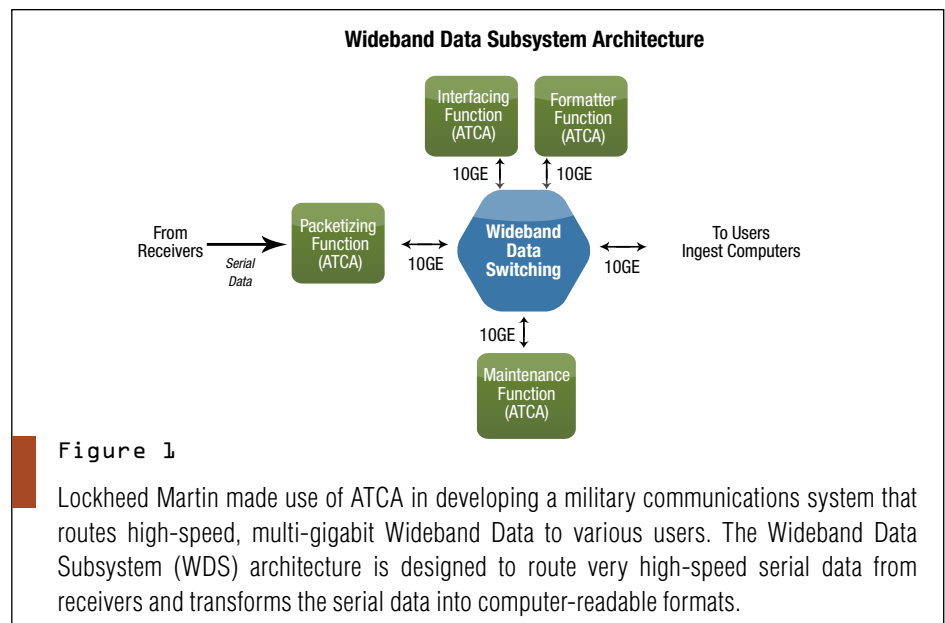 Wideband Data Subsystem Architecture
Interfacing
Function
(ATCA)
Formatter
Function
(ATCA)
10GE
10GE
From
Receivers
Serial
Data
Packetizing
Function
(ATCA)
10GE
Wideband
Data
Switching
10GE
To Users
Ingest Computers
10GE
Maintenance
Function
(ATCA)
Figure 1
Lockheed Martin made use of ATCA in developing a military communications system that
routes high-speed, multi-gigabit Wideband Data to various users. The Wideband Data
Subsystem (WDS) architecture is designed to route very high-speed serial data from
receivers and transforms the serial data into computer-readable formats.